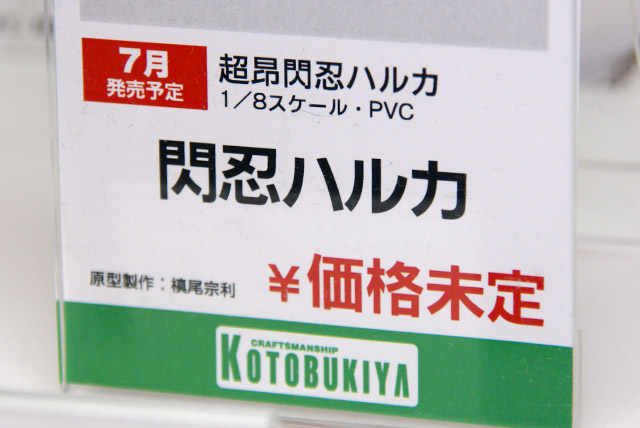 7月
発売予定
超昂閃忍ハルカ
1/8スケール・PVC
閃忍ハルカ
原型製作：槙尾宗利
¥価格未定
CRAFTSMANSHIP
KOTOBUKIYA